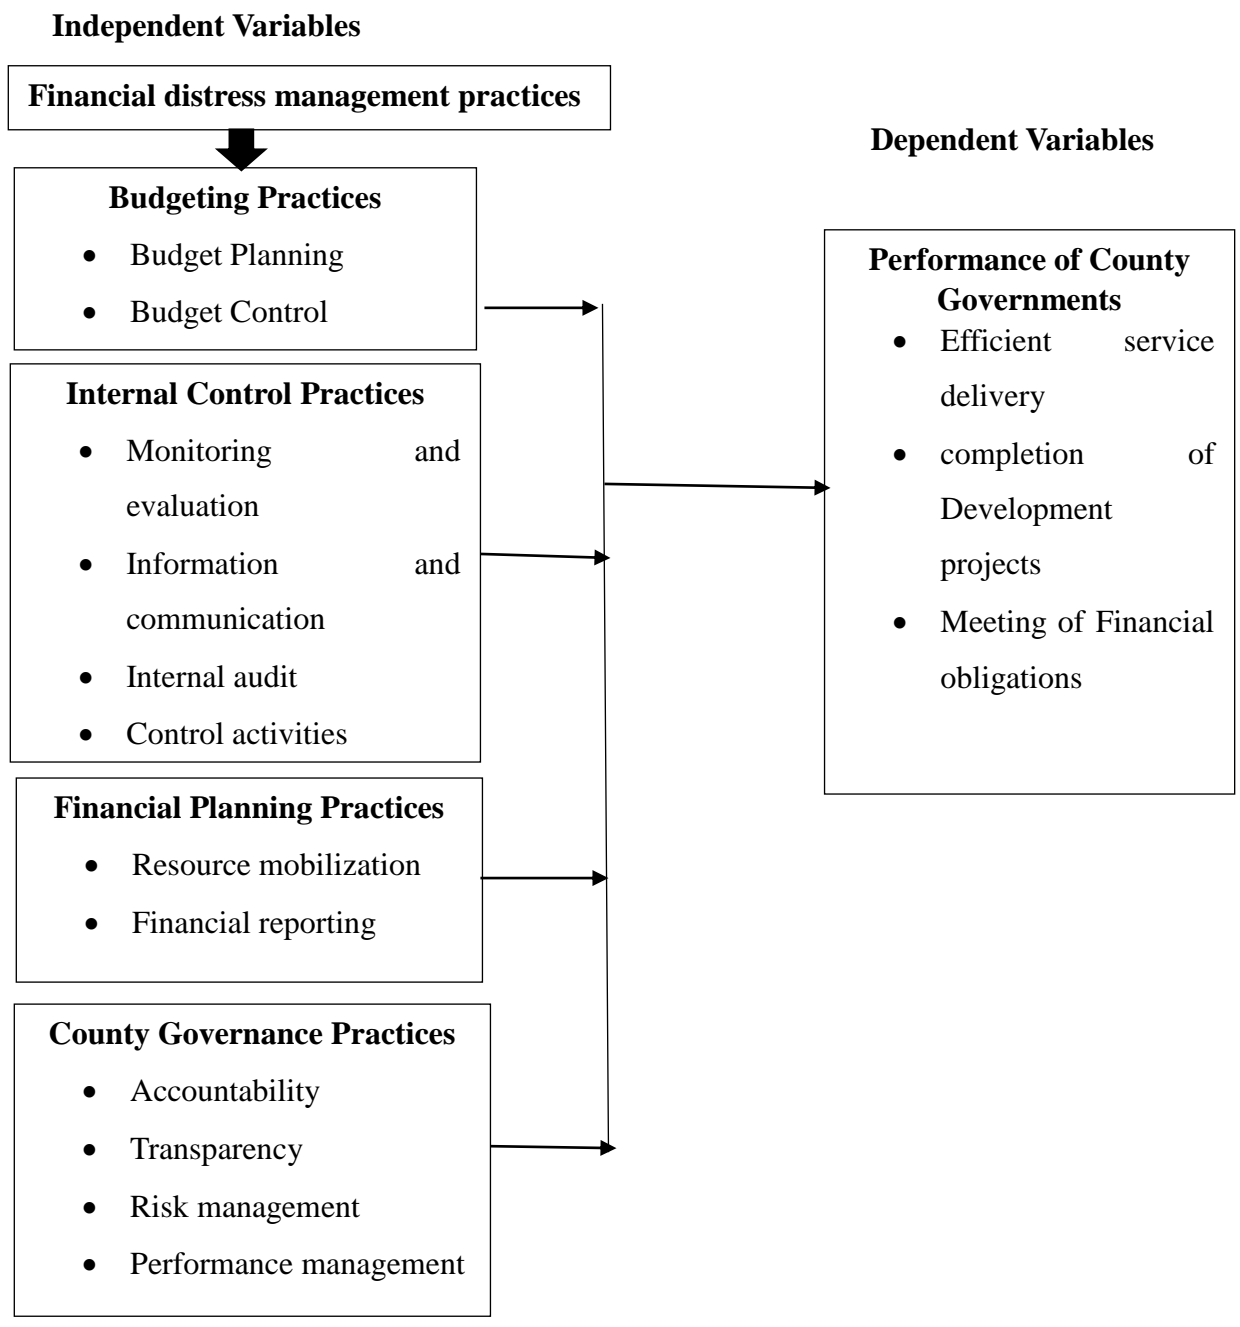 Independent Variables
Financial distress management practices
Budgeting Practices
• Budget Planning
• Budget Control
Internal Control Practices
• Monitoring and
evaluation
• Information and
communication
• Internal audit
• Control activities
Financial Planning Practices
• Resource mobilization
• Financial reporting
County Governance Practices
• Accountability
• Transparency
• Risk management
• Performance management
Dependent Variables
Performance of County
Governments
• Efficient service
delivery
• completion of
Development
projects
• Meeting of Financial
obligations